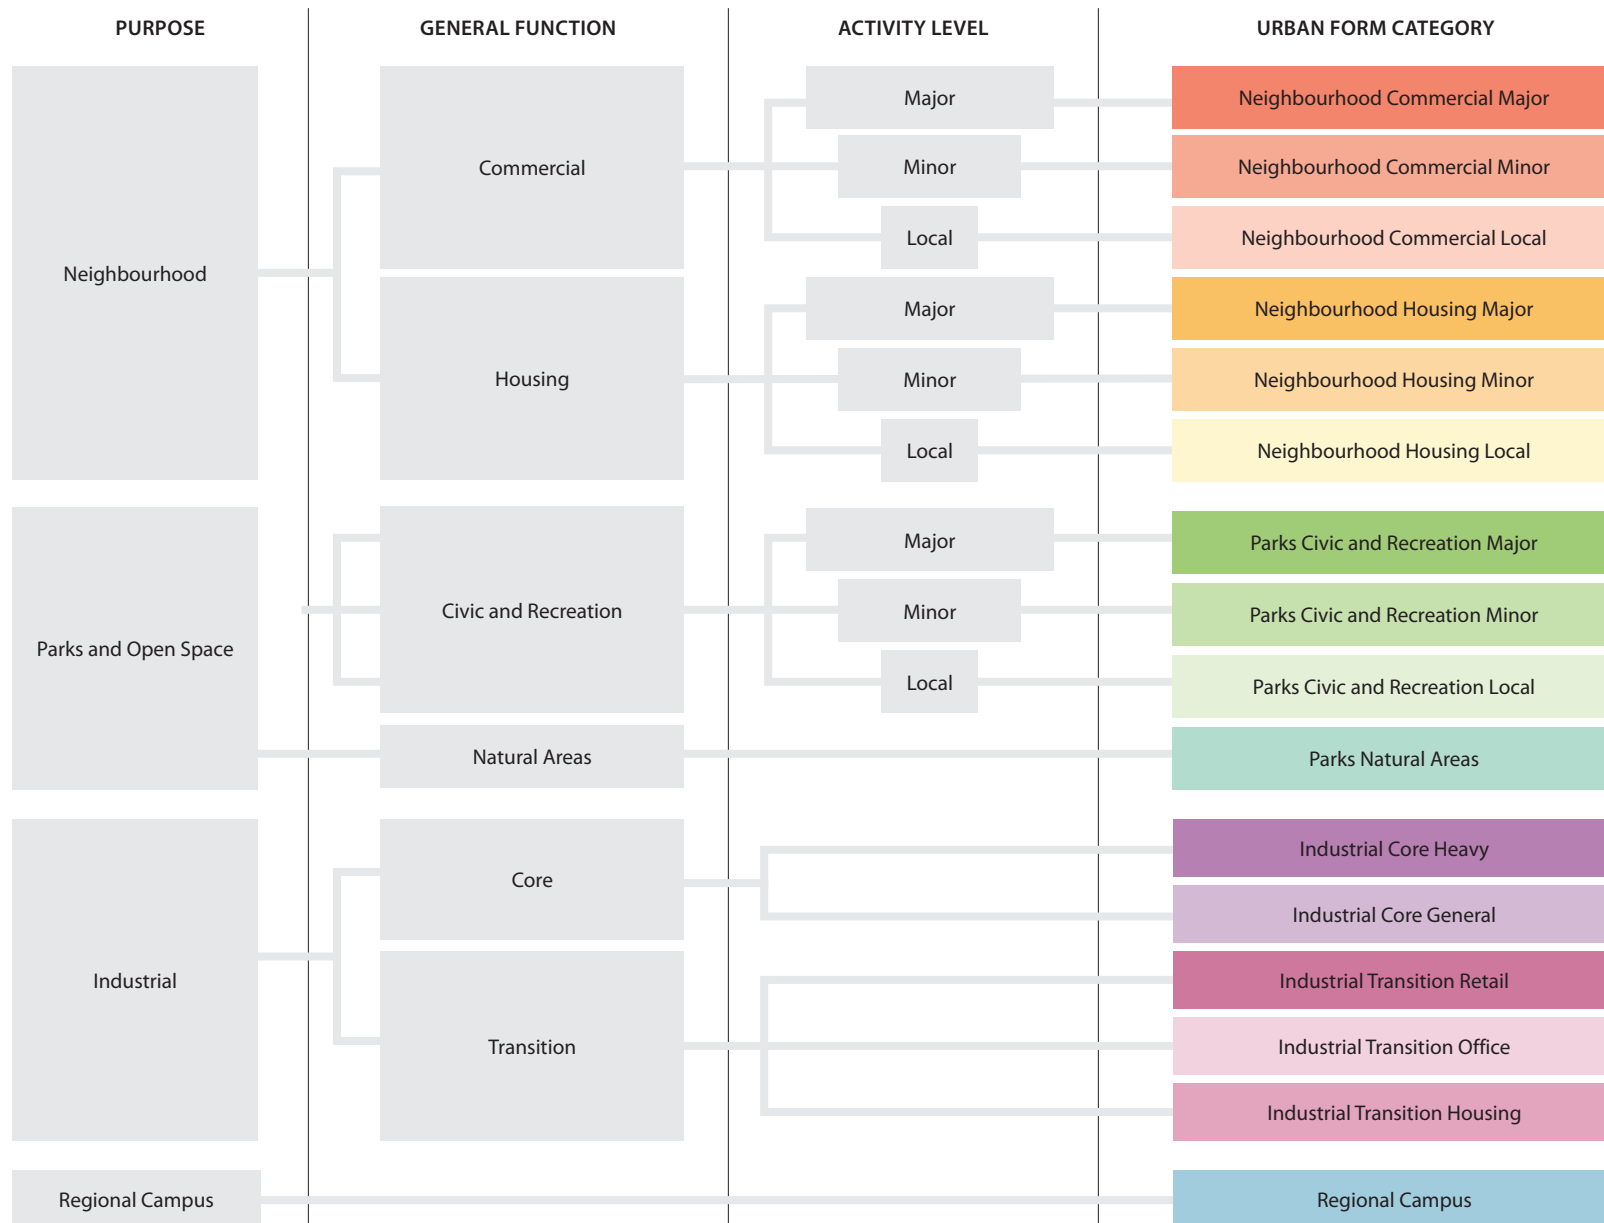 PURPOSE
GENERAL FUNCTION
ACTIVITY LEVEL
URBAN FORM CATEGORY
Neighbourhood
Commercial
Major
Neighbourhood Commercial Major
Minor
Neighbourhood Commercial Minor
Local
Neighbourhood Commercial Local
Housing
Major
Neighbourhood Housing Major
Minor
Neighbourhood Housing Minor
Local
Neighbourhood Housing Local
Parks and Open Space
Civic and Recreation
Major
Parks Civic and Recreation Major
Minor
Parks Civic and Recreation Minor
Local
Parks Civic and Recreation Local
Natural Areas
Parks Natural Areas
Industrial
Core
Industrial Core Heavy
Industrial Core General
Transition
Industrial Transition Retail
Industrial Transition Office
Industrial Transition Housing
Regional Campus
Regional Campus